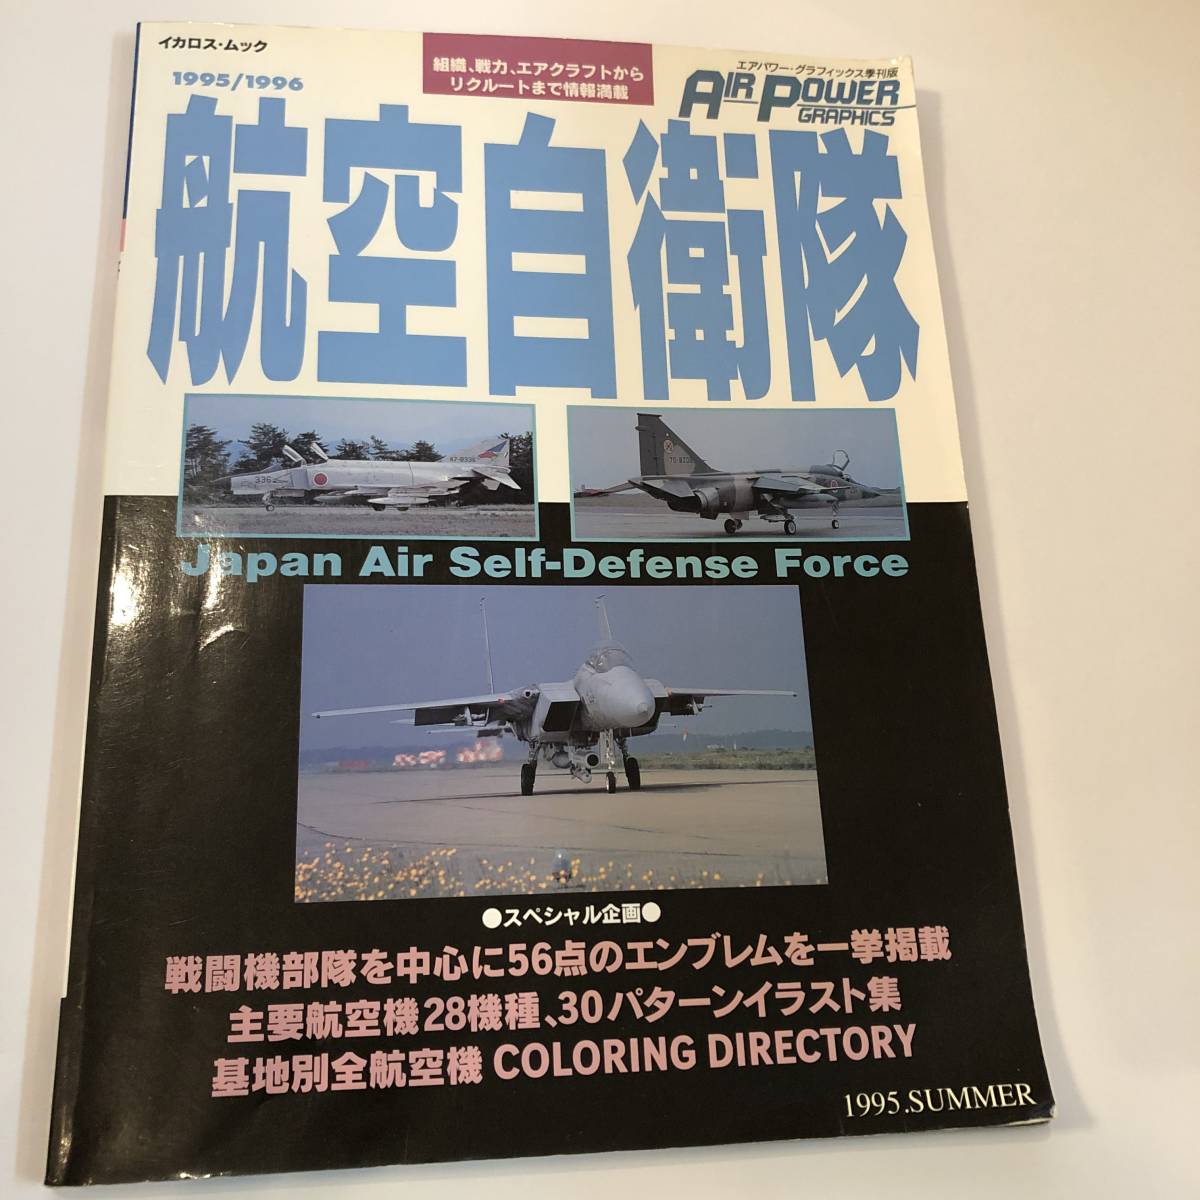 イカロス・ムック
1995/1996
組織、戦力、エアクラフトから
リクルートまで情報満載
エアパワー・グラフィックス季刊版
AIR POWER
GRAPHICS
航空自衛隊
336
47-8336
Japan Air Self-Defense Force
●スペシャル企画●
戦闘機部隊を中心に56点のエンブレムを一挙掲載
主要航空機28機種、30パターンイラスト集
基地別全航空機 COLORING DIRECTORY
1995.SUMMER